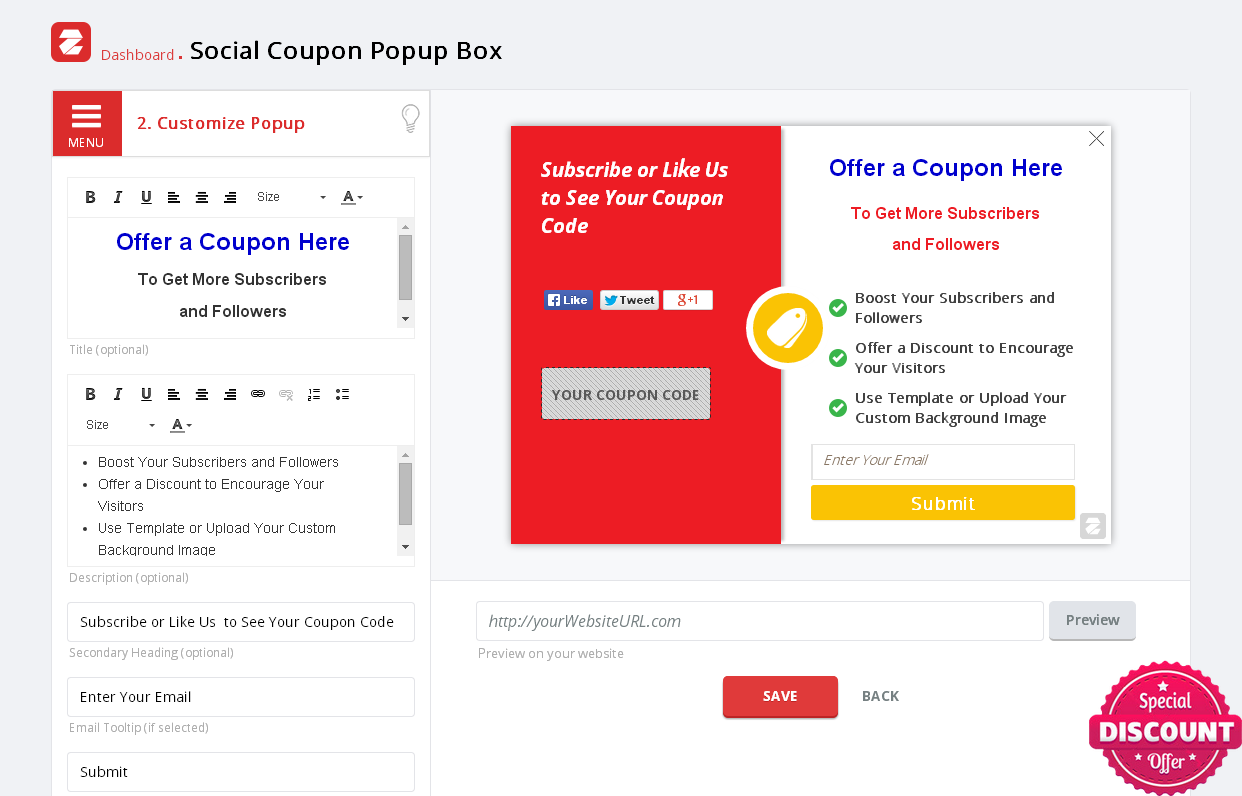 Dashboard . Social Coupon Popup Box
MENU
2. Customize Popup
B I U Size A
Offer a Coupon Here
To Get More Subscribers
and Followers
Title (optional)
B I U
Size A
Boost Your Subscribers and Followers
Offer a Discount to Encourage Your
Visitors
Use Template or Upload Your Custom
Background Image
Description (optional)
Subscribe or Like Us  to See Your Coupon Code
Secondary Heading (optional)
Enter Your Email
Email Tooltip (if selected)
Submit
Subscribe or Like Us
to See Your Coupon
Code
Like Tweet g+1
YOUR COUPON CODE
Offer a Coupon Here
To Get More Subscribers
and Followers
Boost Your Subscribers and
Followers
Offer a Discount to Encourage
Your Visitors
Use Template or Upload Your
Custom Background Image
Enter Your Email
Submit
http://yourWebsiteURL.com
Preview
Preview on your website
SAVE
BACK
Special
DISCOUNT
Offer